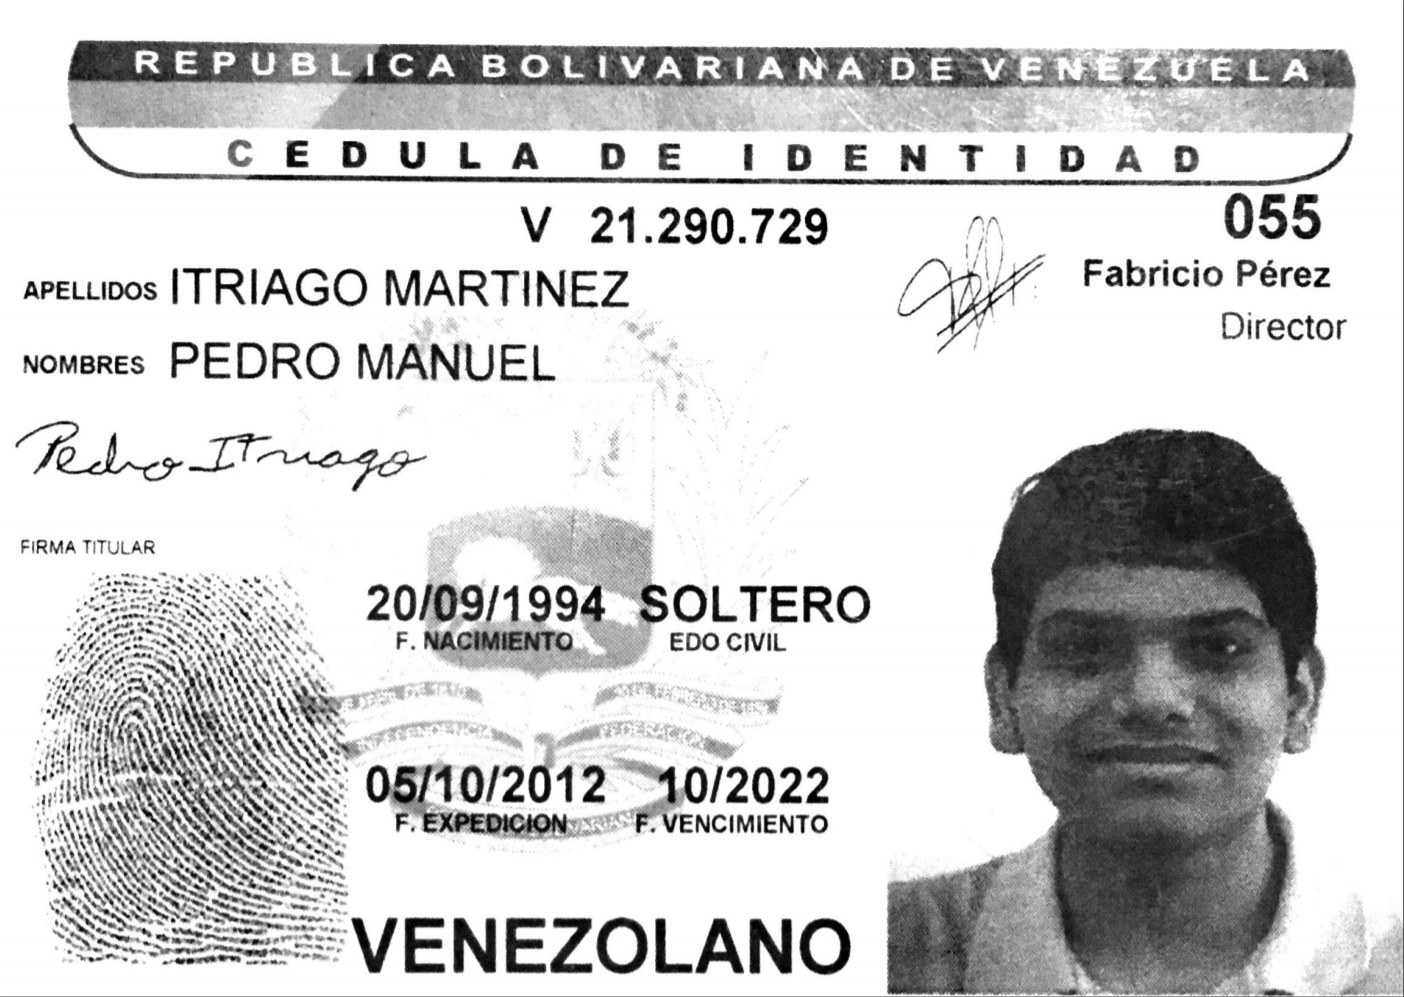 REPUBLICA BOLIVARIANA DE VENEZUELA
CEDULA DE IDENTIDAD
V 21.290.729
055
APELLIDOS ITRIAGO MARTINEZ
Fabricio Pérez
Director
NOMBRES PEDRO MANUEL
Pedro Itriago
FIRMA TITULAR
20/09/1994 SOLTERO
F. NACIMIENTO EDO CIVIL
INDEPENDENCIA FEDERACION
05/10/2012 10/2022
F. EXPEDICION F. VENCIMIENTO
VENEZOLANO